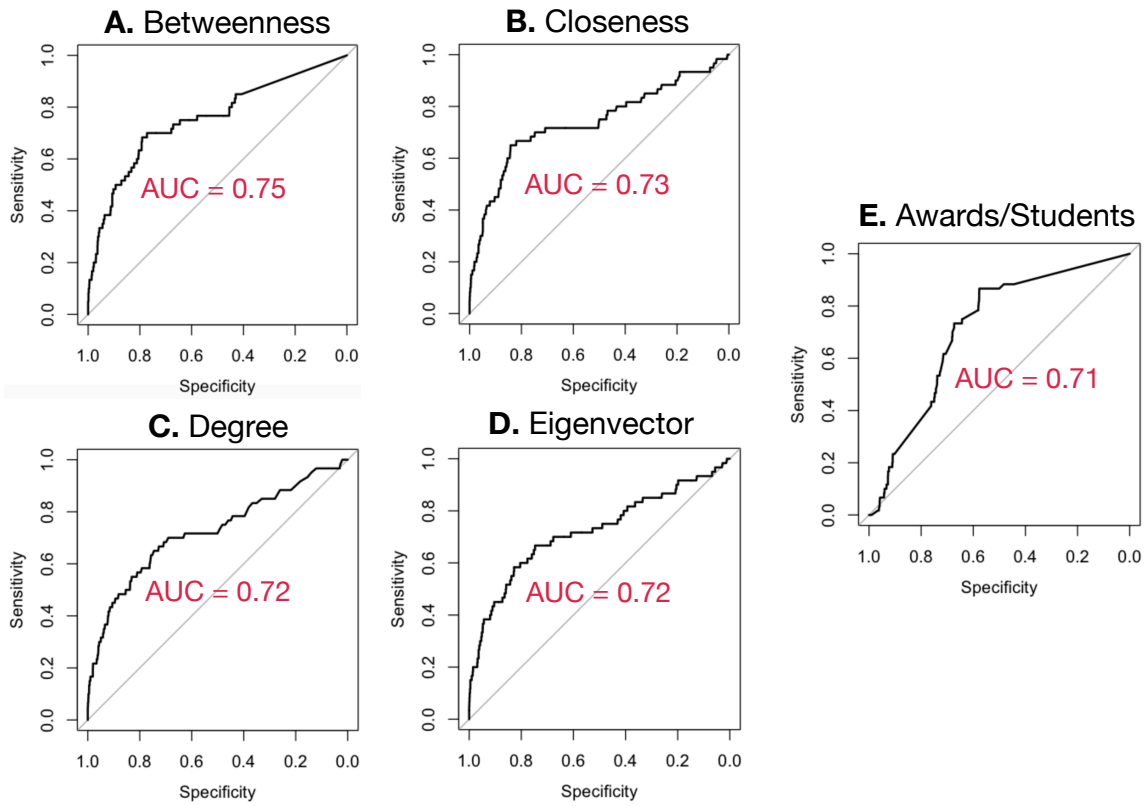 A. Betweenness
1.0
0.8
0.6
0.4
0.2
0.0
Sensitivity
AUC = 0.75
1.0 0.8 0.6 0.4 0.2 0.0
Specificity
B. Closeness
1.0
0.8
0.6
0.4
0.2
0.0
Sensitivity
AUC = 0.73
1.0 0.8 0.6 0.4 0.2 0.0
Specificity
C. Degree
1.0
0.8
0.6
0.4
0.2
0.0
Sensitivity
AUC = 0.72
1.0 0.8 0.6 0.4 0.2 0.0
Specificity
D. Eigenvector
1.0
0.8
0.6
0.4
0.2
0.0
Sensitivity
AUC = 0.72
1.0 0.8 0.6 0.4 0.2 0.0
Specificity
E. Awards/Students
1.0
0.8
0.6
0.4
0.2
0.0
Sensitivity
AUC = 0.71
1.0 0.8 0.6 0.4 0.2 0.0
Specificity